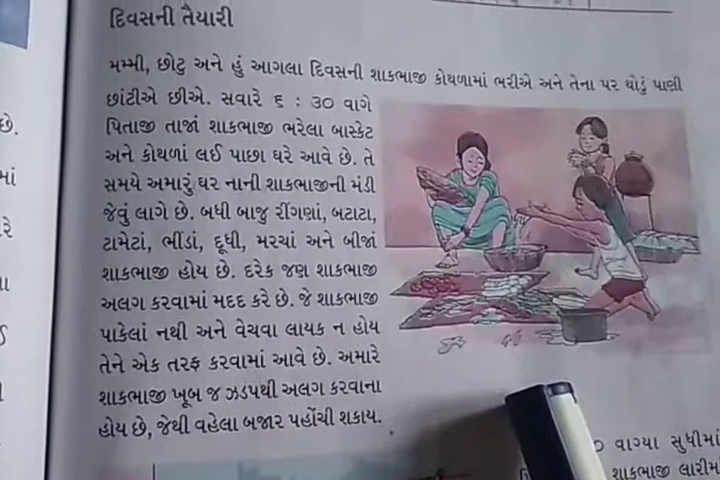 દિવસની તૈયારી
મમ્મી, છોટુ અને હું આગલા દિવસની શાકભાજી કોથળામાં ભરીએ અને તેના પર થોડું પાણી
છાંટીએ છીએ. સવારે ૬ : ૩૦ વાગે
પિતાજી તાજાં શાકભાજી ભરેલા બાસ્કેટ
અને કોથળાં લઈ પાછા ઘરે આવે છે. તે
સમયે અમારું ઘર નાની શાકભાજીની મંડી
જેવું લાગે છે. બધી બાજુ રીંગણાં, બટાટા,
ટામેટાં, ભીંડાં, દૂધી, મરચાં અને બીજાં
શાકભાજી હોય છે. દરેક જણ શાકભાજી
અલગ કરવામાં મદદ કરે છે. જે શાકભાજી
પાકેલાં નથી અને વેચવા લાયક ન હોય
તેને એક તરફ કરવામાં આવે છે. અમારે
શાકભાજી ખૂબ જ ઝડપથી અલગ કરવાના
હોય છે, જેથી વહેલા બજાર પહોંચી શકાય.
વાગ્યા સુધીમાં
શાકભાજી લારીમાં
છે.